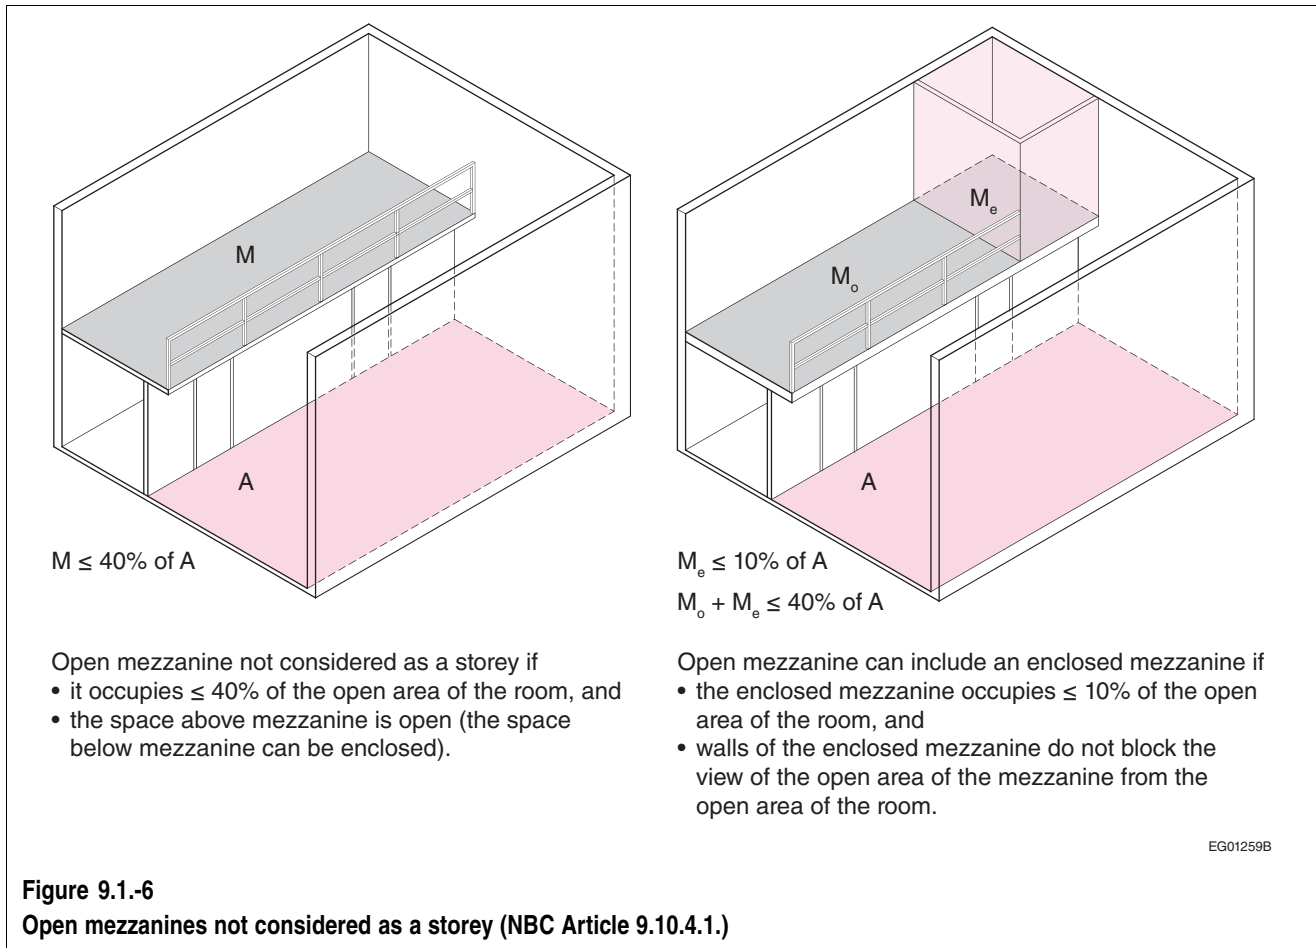 M
A
M ≤ 40% of A
Open mezzanine not considered as a storey if
• it occupies ≤ 40% of the open area of the room, and
• the space above mezzanine is open (the space
below mezzanine can be enclosed).
Me
Mo
A
Me ≤ 10% of A
Mo + Me ≤ 40% of A
Open mezzanine can include an enclosed mezzanine if
• the enclosed mezzanine occupies ≤ 10% of the open
area of the room, and
• walls of the enclosed mezzanine do not block the
view of the open area of the mezzanine from the
open area of the room.
EG01259B
Figure 9.1.-6
Open mezzanines not considered as a storey (NBC Article 9.10.4.1.)